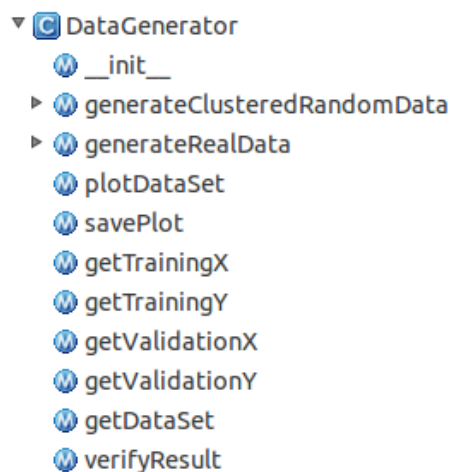 C DataGenerator
M __init__
M generateClusteredRandomData
M generateRealData
M plotDataSet
M savePlot
M getTrainingX
M getTrainingY
M getValidationX
M getValidationY
M getDataSet
M verifyResult